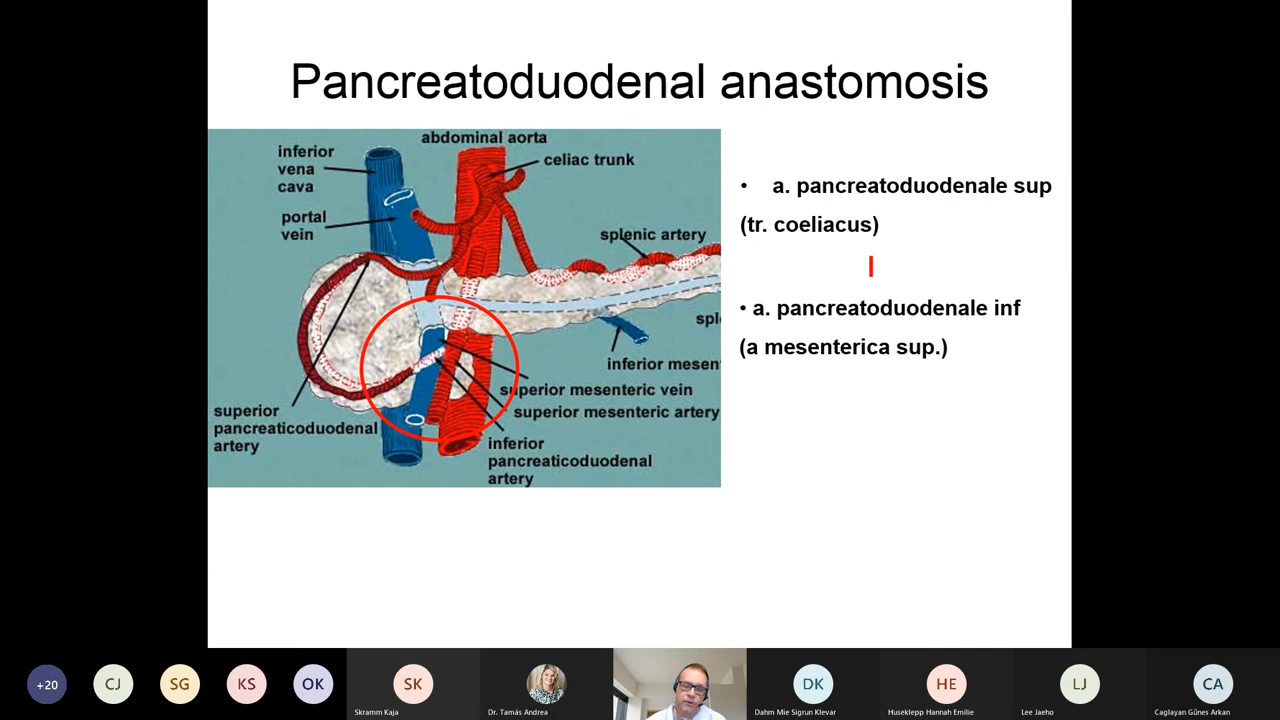 Pancreatoduodenal anastomosis
abdominal aorta
inferior
vena
cava
celiac trunk
portal
vein
splenic artery
spl
inferior mesen
superior mesenteric vein
superior mesenteric artery
superior
pancreaticoduodenal
artery
inferior
pancreaticoduodenal
artery
• a. pancreatoduodenale sup
(tr. coeliacus)
• a. pancreatoduodenale inf
(a mesenterica sup.)
+20
CJ
SG
KS
OK
SK
Skramm Kaja
Dr. Tamás Andrea
DK
Dahm Mie Sigrun Klevar
HE
Huseklepp Hannah Emilie
LJ
Lee Jaeho
CA
Caglayan Günes Arkan